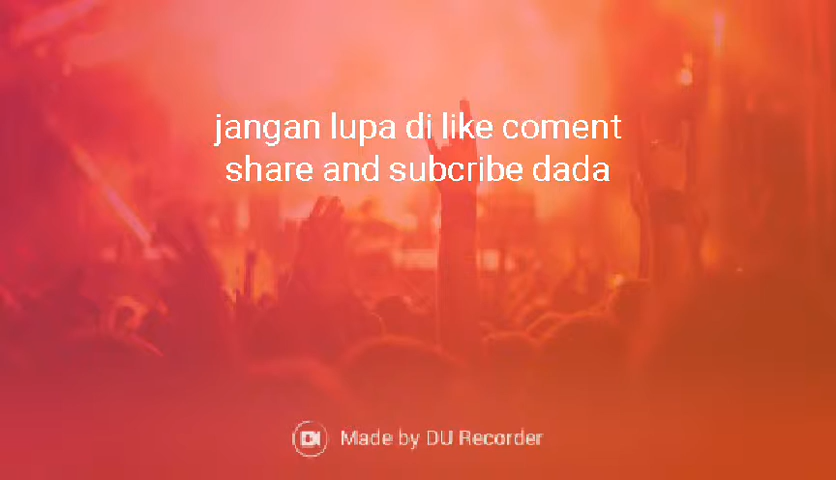 jangan lupa di like coment
share and subcribe dada
Made by DU Recorder